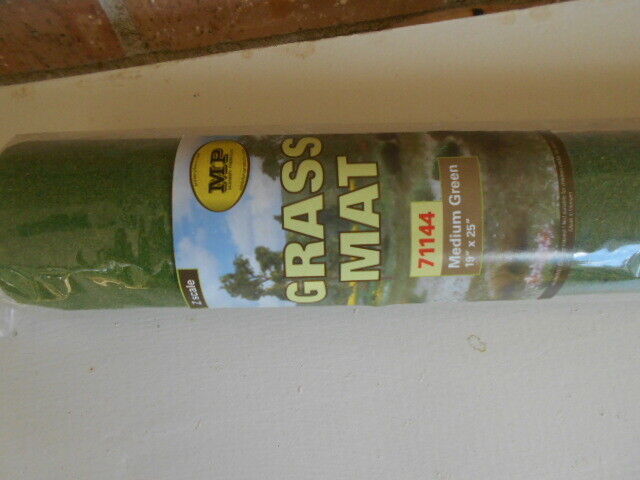 MP
GRASS
MAT
71144
Medium Green
19" x 25"
Z scale